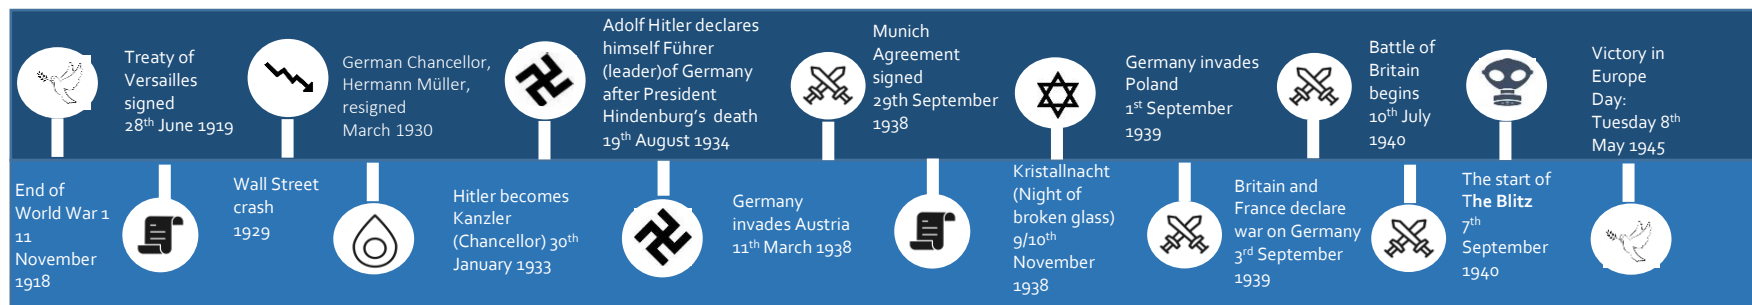 End of
World War 1
11
November
1918
Treaty of
Versailles
signed
28th June 1919
Wall Street
crash
1929
German Chancellor,
Hermann Müller,
resigned
March 1930
Hitler becomes
Kanzler
(Chancellor) 30th
January 1933
Adolf Hitler declares
himself Führer
(leader)of Germany
after President
Hindenburg's death
19th August 1934
Germany
invades Austria
11th March 1938
Munich
Agreement
signed
29th September
1938
Kristallnacht
(Night of
broken glass)
9/10th
November
1938
Germany invades
Poland
1st September
1939
Britain and
France declare
war on Germany
3rd September
1939
Battle of
Britain
begins
10th July
1940
The start of
The Blitz
7th
September
1940
Victory in
Europe
Day:
Tuesday 8th
May 1945